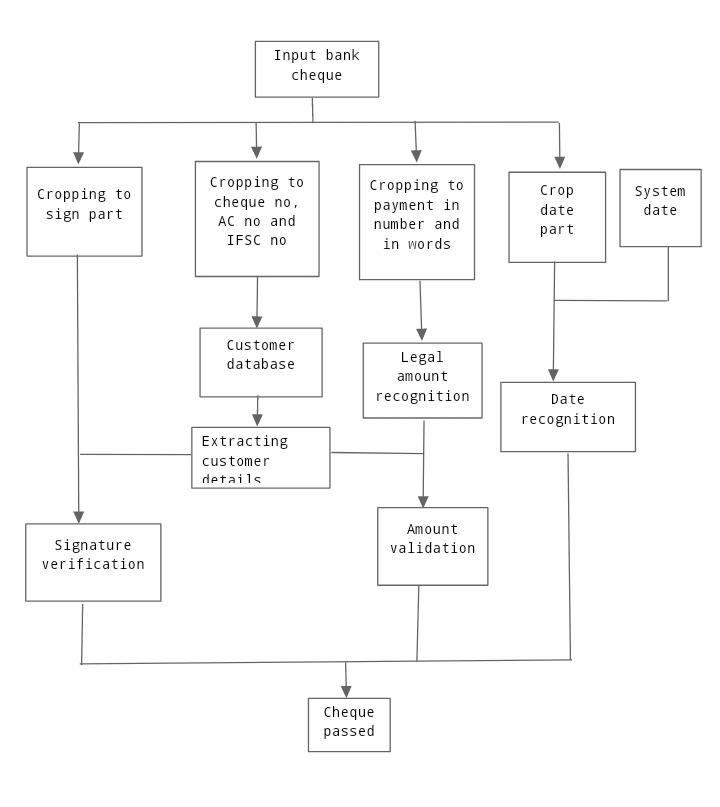 Input bank
cheque
Cropping to
sign part
Cropping to
cheque no,
AC no and
IFSC no
Cropping to
payment in
number and
in words
Crop
date
part
System
date
Customer
database
Legal
amount
recognition
Date
recognition
Extracting
customer
details
Signature
verification
Amount
validation
Cheque
passed